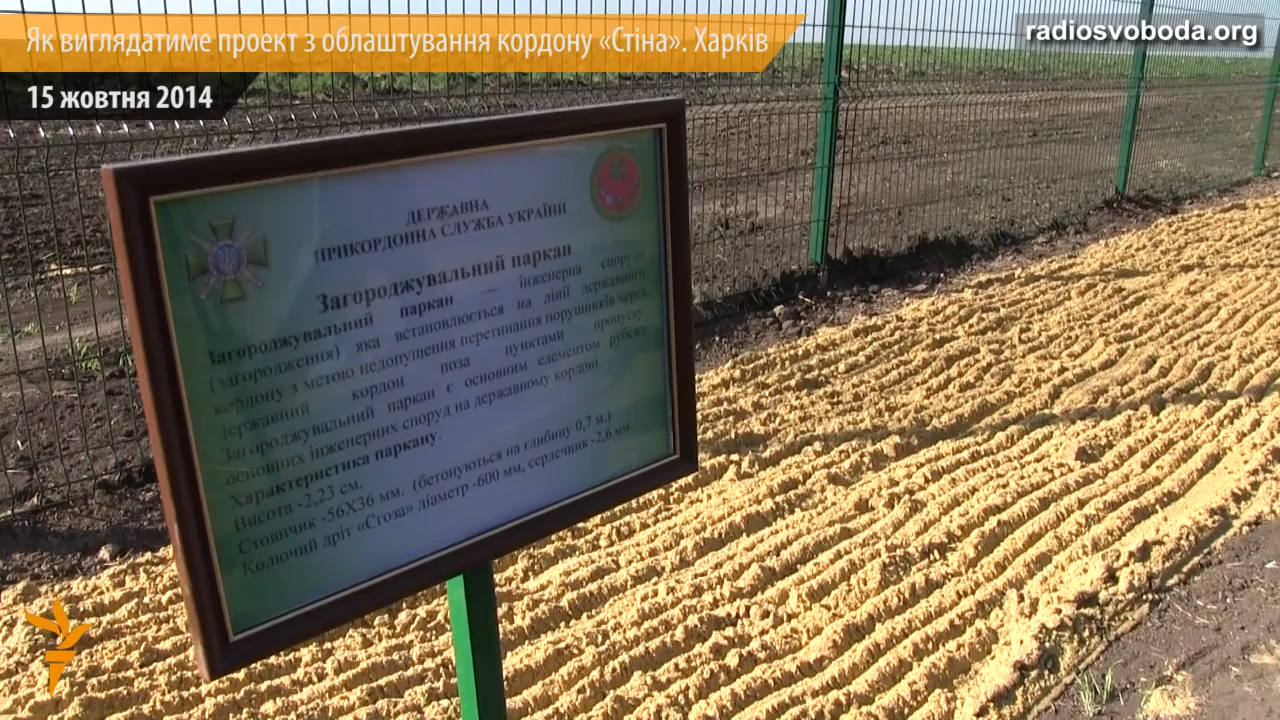 Як виглядатиме проект з облаштування кордону «Стіна». Харків
radiosvoboda.org
15 жовтня 2014
ДЕРЖАВНА
ПРИКОРДОННА СЛУЖБА УКРАЇНИ
Загороджувальний паркан
Загороджувальний паркан — інженерна споруда
(загородження) яка встановлюється на лінії державного
кордону з метою недопущення перетинання порушників через
державний кордон поза пунктами пропуску
Загороджувальний паркан є основним елементом рубежу
основних інженерних споруд на державному кордоні.
Характеристика паркану.
Висота -2,23 см.
Стовпчик -56Х36 мм. (бетонуються на глибину 0,7 м.)
Колючий дріт «Єгоза» діаметр -600 мм, сердечник -2,6 мм